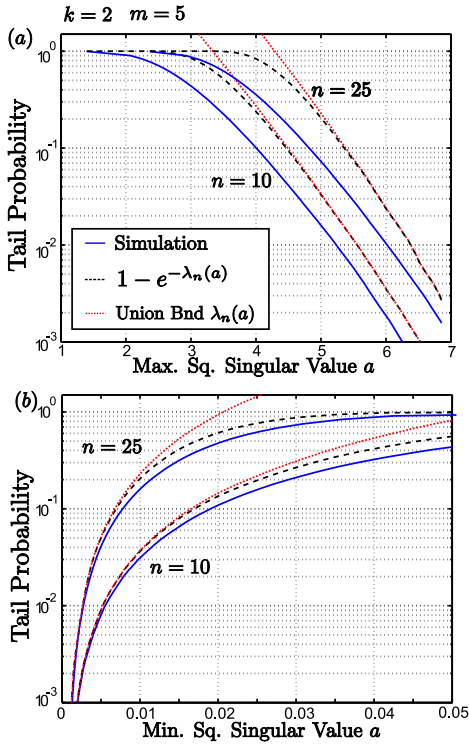 k = 2 m = 5
(a)
10^0
10^-1
10^-2
10^-3
Tail Probability
n = 25
n = 10
Simulation
1 − e^{−λ_n(a)}
Union Bnd λ_n(a)
1 2 3 4 5 6 7
Max. Sq. Singular Value a
(b)
10^0
10^-1
10^-2
10^-3
Tail Probability
n = 25
n = 10
0 0.01 0.02 0.03 0.04 0.05
Min. Sq. Singular Value a